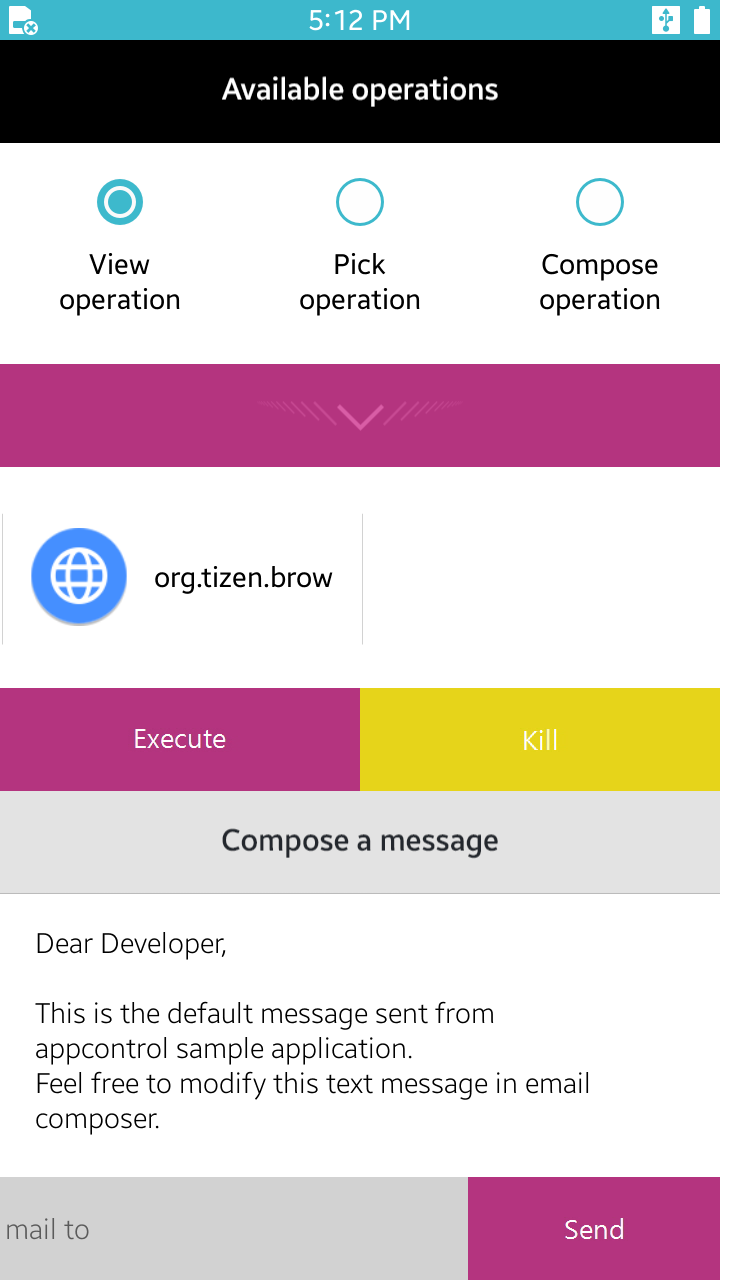 5:12 PM
Available operations
View
operation
Pick
operation
Compose
operation
org.tizen.brow
Execute
Kill
Compose a message
Dear Developer,
This is the default message sent from
appcontrol sample application.
Feel free to modify this text message in email
composer.
mail to
Send